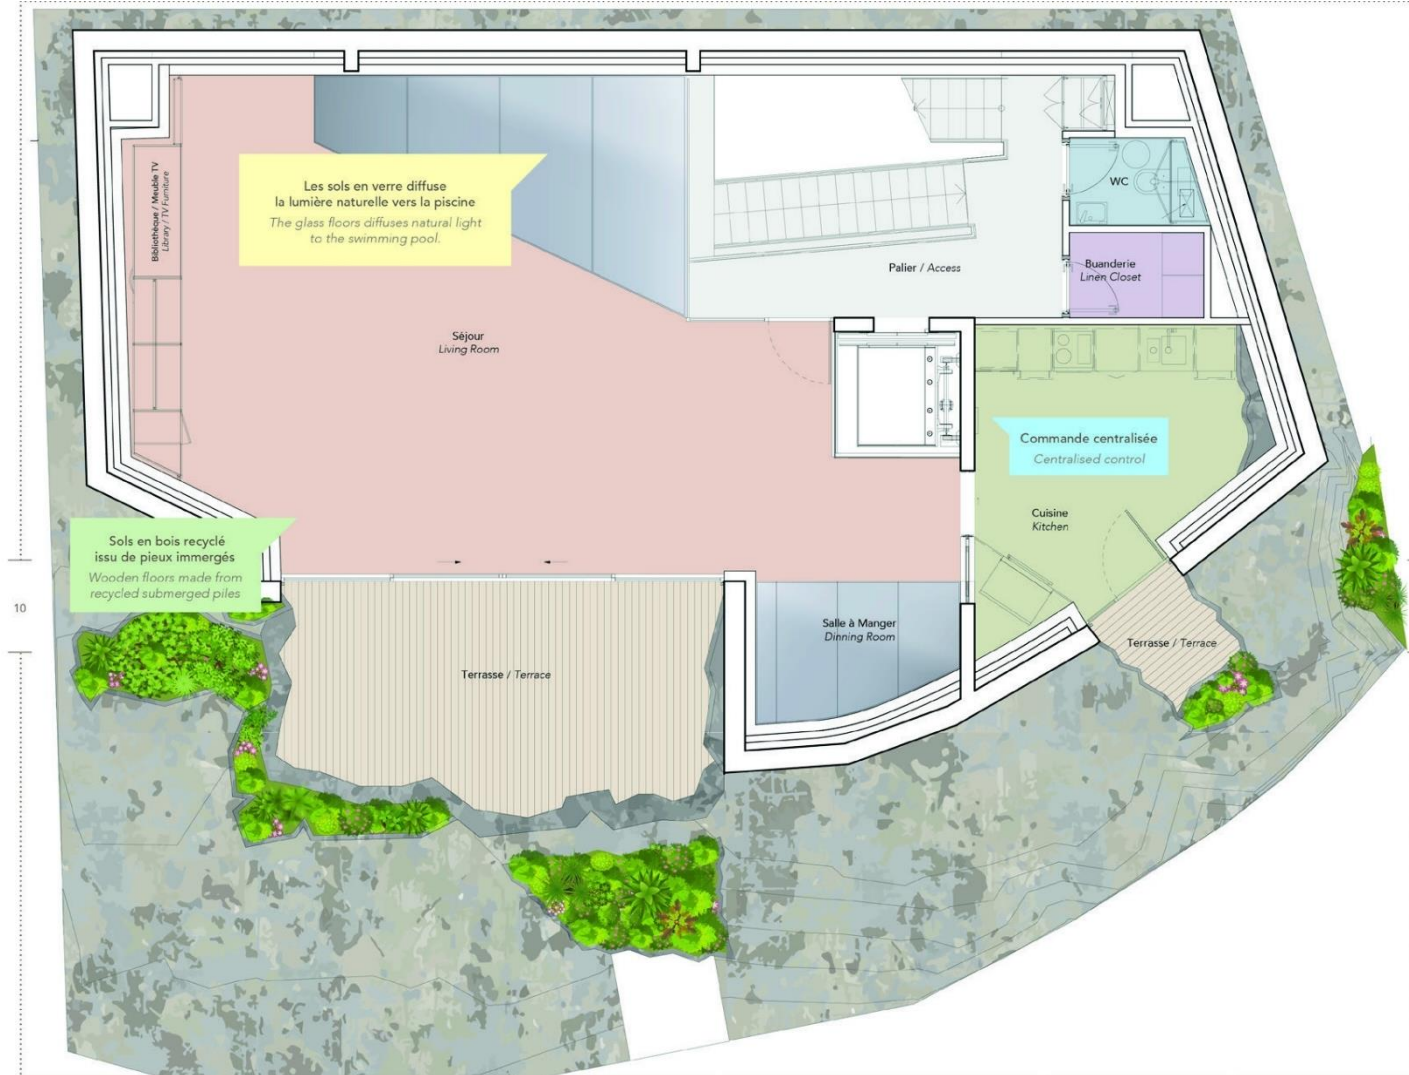 Les sols en verre diffuse
la lumière naturelle vers la piscine
The glass floors diffuses natural light
to the swimming pool.
Bibliothèque / Meuble TV
Library / TV Furniture
WC
Palier / Access
Buanderie
Linen Closet
Séjour
Living Room
Commande centralisée
Centralised control
Cuisine
Kitchen
Sols en bois recyclé
issu de pieux immergés
Wooden floors made from
recycled submerged piles
10
Salle à Manger
Dinning Room
Terrasse / Terrace
Terrasse / Terrace